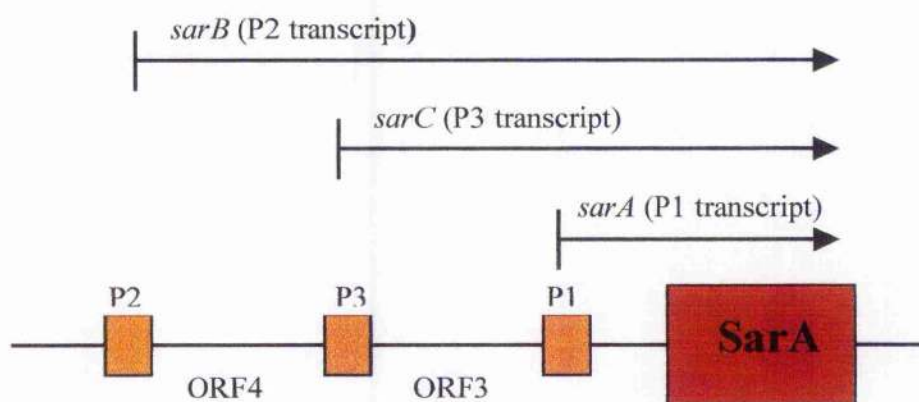 sarB (P2 transcript)
sarC (P3 transcript)
sarA (P1 transcript)
P2 P3 P1
SarA
ORF4 ORF3